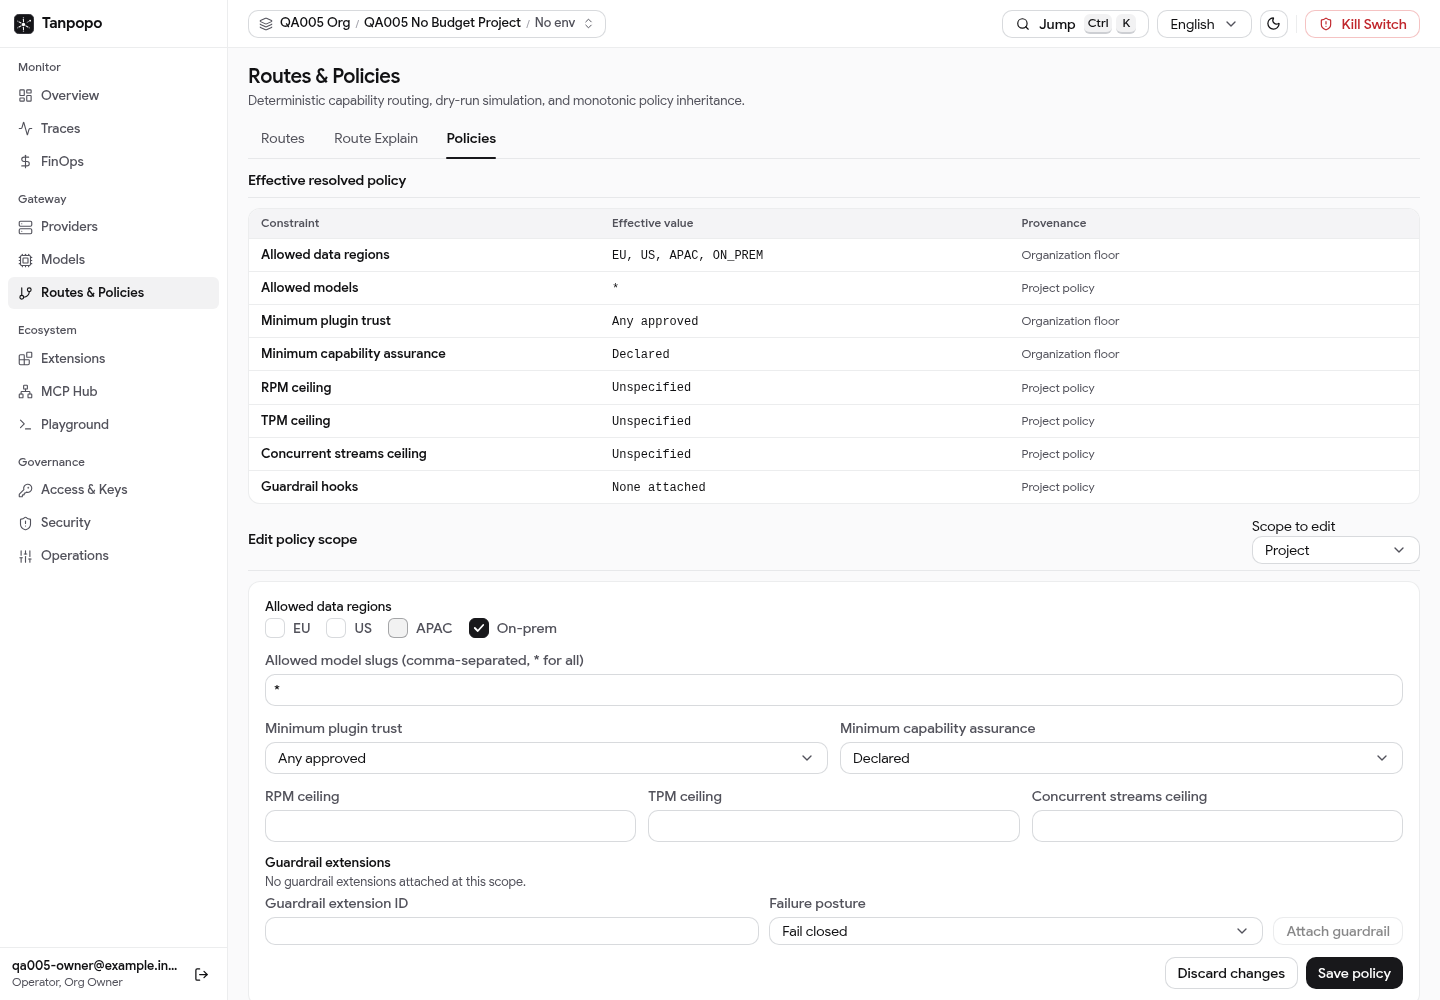 Tanpopo
QA005 Org / QA005 No Budget Project / No env
Jump Ctrl K
English
Kill Switch
Monitor
Overview
Traces
FinOps
Gateway
Providers
Models
Routes & Policies
Ecosystem
Extensions
MCP Hub
Playground
Governance
Access & Keys
Security
Operations
qa005-owner@example.in...
Operator, Org Owner
Routes & Policies
Deterministic capability routing, dry-run simulation, and monotonic policy inheritance.
Routes Route Explain Policies
Effective resolved policy
Constraint Effective value Provenance
Allowed data regions EU, US, APAC, ON_PREM Organization floor
Allowed models * Project policy
Minimum plugin trust Any approved Organization floor
Minimum capability assurance Declared Organization floor
RPM ceiling Unspecified Project policy
TPM ceiling Unspecified Project policy
Concurrent streams ceiling Unspecified Project policy
Guardrail hooks None attached Project policy
Edit policy scope
Scope to edit
Project
Allowed data regions
EU US APAC On-prem
Allowed model slugs (comma-separated, * for all)
*
Minimum plugin trust Minimum capability assurance
Any approved Declared
RPM ceiling TPM ceiling Concurrent streams ceiling
Guardrail extensions
No guardrail extensions attached at this scope.
Guardrail extension ID Failure posture
Fail closed Attach guardrail
Discard changes Save policy